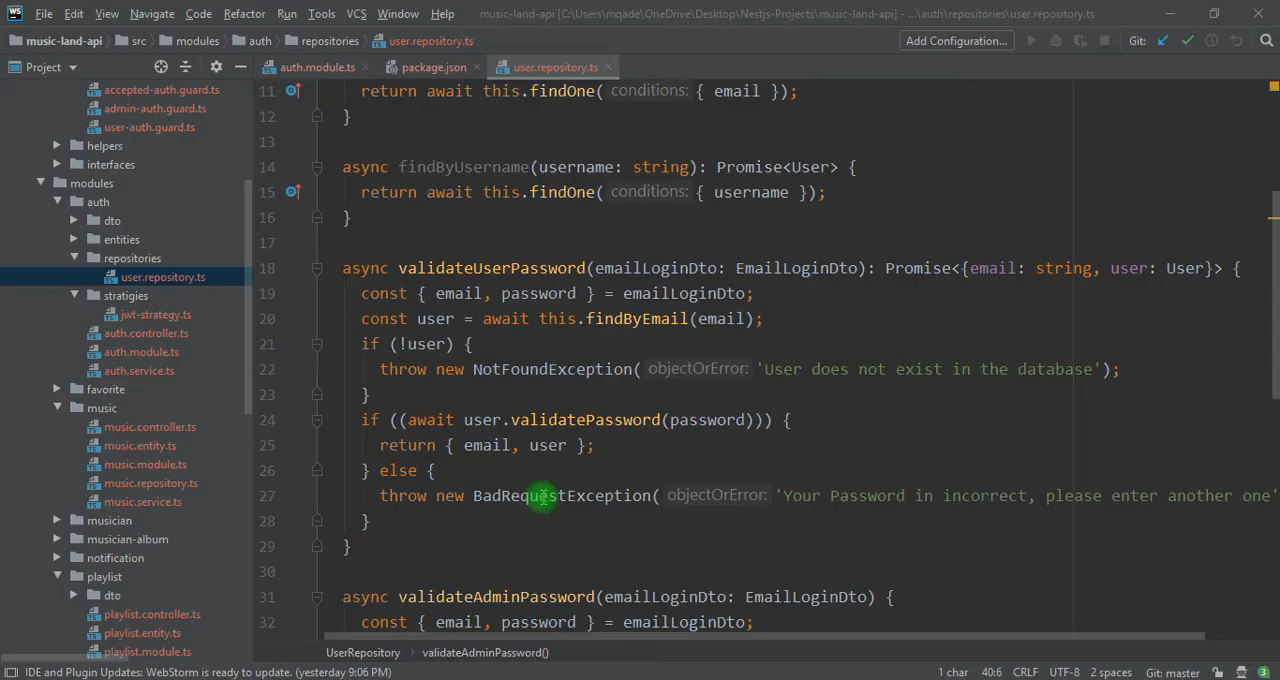 WS File Edit View Navigate Code Refactor Run Tools VCS Window Help music-land-api [C:\Users\mqade\OneDrive\Desktop\Nestjs-Projects\music-land-api] - ...\auth\repositories\user.repository.ts
music-land-api src modules auth repositories user.repository.ts Add Configuration... Git:
Project auth.module.ts package.json user.repository.ts
accepted-auth.guard.ts
admin-auth.guard.ts
user-auth.guard.ts
helpers
interfaces
modules
auth
dto
entities
repositories
user.repository.ts
stratigies
jwt-strategy.ts
auth.controller.ts
auth.module.ts
auth.service.ts
favorite
music
music.controller.ts
music.entity.ts
music.module.ts
music.repository.ts
music.service.ts
musician
musician-album
notification
playlist
dto
playlist.controller.ts
playlist.entity.ts
playlist.module.ts
11 return await this.findOne( conditions: { email });
12 }
13
14 async findByUsername(username: string): Promise<User> {
15 return await this.findOne( conditions: { username });
16 }
17
18 async validateUserPassword(emailLoginDto: EmailLoginDto): Promise<{email: string, user: User}> {
19 const { email, password } = emailLoginDto;
20 const user = await this.findByEmail(email);
21 if (!user) {
22 throw new NotFoundException( objectOrError: 'User does not exist in the database');
23 }
24 if ((await user.validatePassword(password))) {
25 return { email, user };
26 } else {
27 throw new BadRequestException( objectOrError: 'Your Password in incorrect, please enter another one'
28 }
29 }
30
31 async validateAdminPassword(emailLoginDto: EmailLoginDto) {
32 const { email, password } = emailLoginDto;
UserRepository validateAdminPassword()
IDE and Plugin Updates: WebStorm is ready to update. (yesterday 9:06 PM) 1 char 40:6 CRLF UTF-8 2 spaces Git: master 3